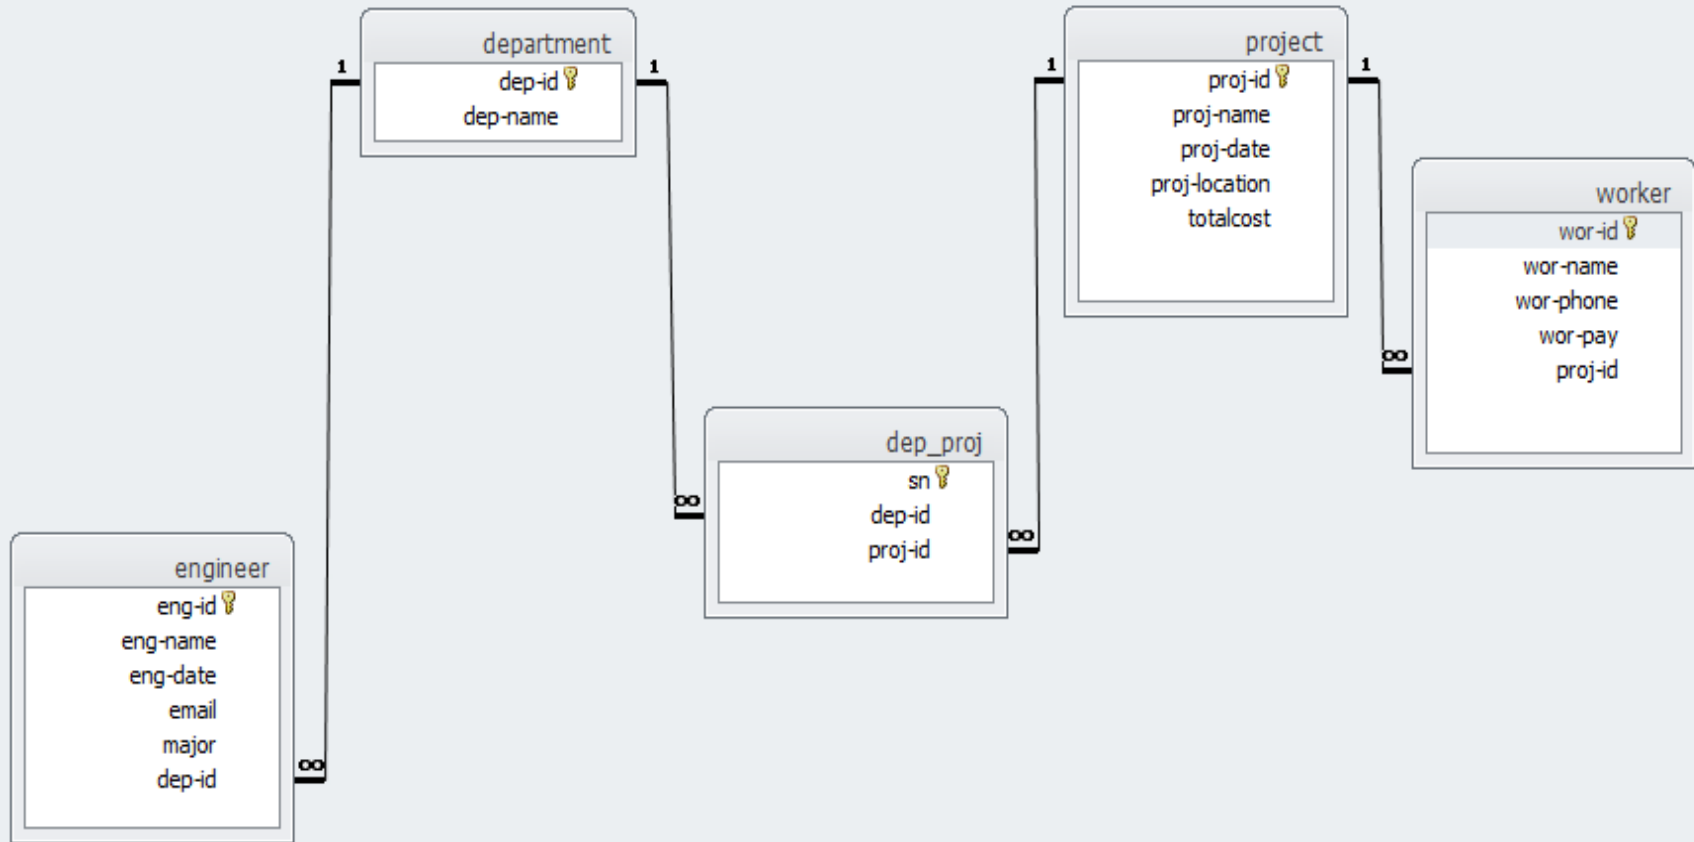 department
dep-id
dep-name
1
1
project
proj-id
proj-name
proj-date
proj-location
totalcost
1
1
worker
wor-id
wor-name
wor-phone
wor-pay
proj-id
∞
dep_proj
sn
dep-id
proj-id
∞
∞
engineer
eng-id
eng-name
eng-date
email
major
dep-id
∞